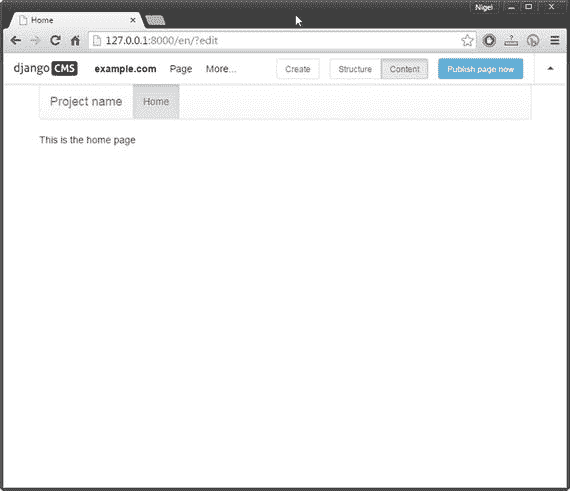 Nigel
Home
127.0.0.1:8000/en/?edit
django CMS example.com Page More... Create Structure Content Publish page now
Project name Home
This is the home page